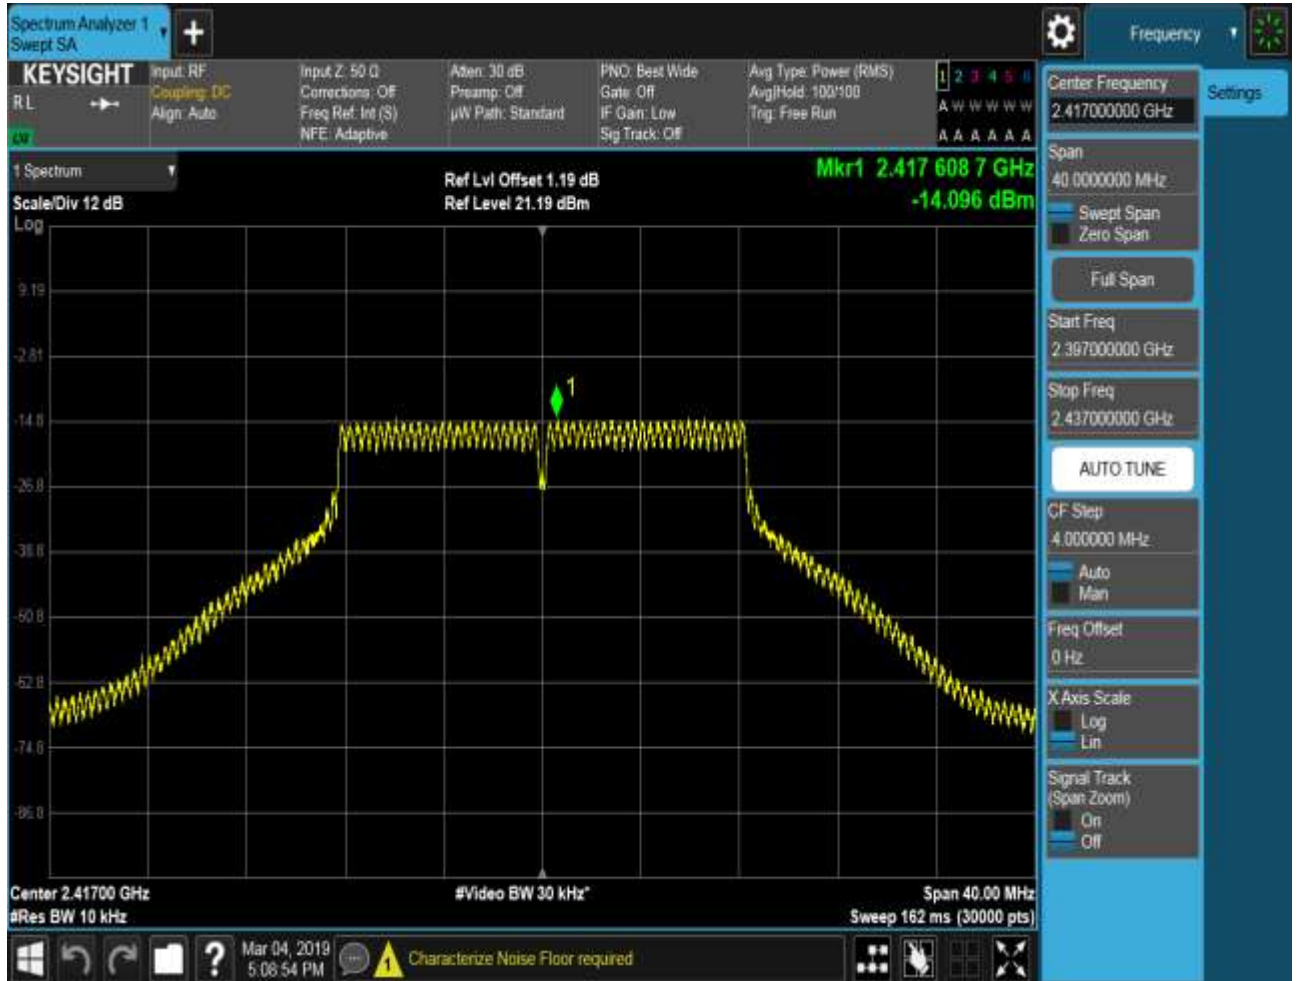 Spectrum Analyzer 1
Swept SA
+
Frequency
KEYSIGHT
RL
Input: RF
Coupling: DC
Align: Auto
Input Z: 50 Ω
Corrections: Off
Freq Ref: Int (S)
NFE: Adaptive
Atten: 30 dB
Preamp: Off
µW Path: Standard
PNO: Best Wide
Gate: Off
IF Gain: Low
Sig Track: Off
Avg Type: Power (RMS)
Avg|Hold: 100/100
Trig: Free Run
1 2 3 4 5 6
A W W W W W
A A A A A A
1 Spectrum
Scale/Div 12 dB
Log
Ref Lvl Offset 1.19 dB
Ref Level 21.19 dBm
Mkr1 2.417 608 7 GHz
-14.096 dBm
9.19
-2.81
-14.8
-26.8
-38.8
-50.8
-62.8
-74.8
-86.8
1
Center 2.41700 GHz
#Res BW 10 kHz
#Video BW 30 kHz*
Span 40.00 MHz
Sweep 162 ms (30000 pts)
Center Frequency
2.417000000 GHz
Settings
Span
40.0000000 MHz
Swept Span
Zero Span
Full Span
Start Freq
2.397000000 GHz
Stop Freq
2.437000000 GHz
AUTO TUNE
CF Step
4.000000 MHz
Auto
Man
Freq Offset
0 Hz
X Axis Scale
Log
Lin
Signal Track
(Span Zoom)
On
Off
?
Mar 04, 2019
5:08:54 PM
1
Characterize Noise Floor required